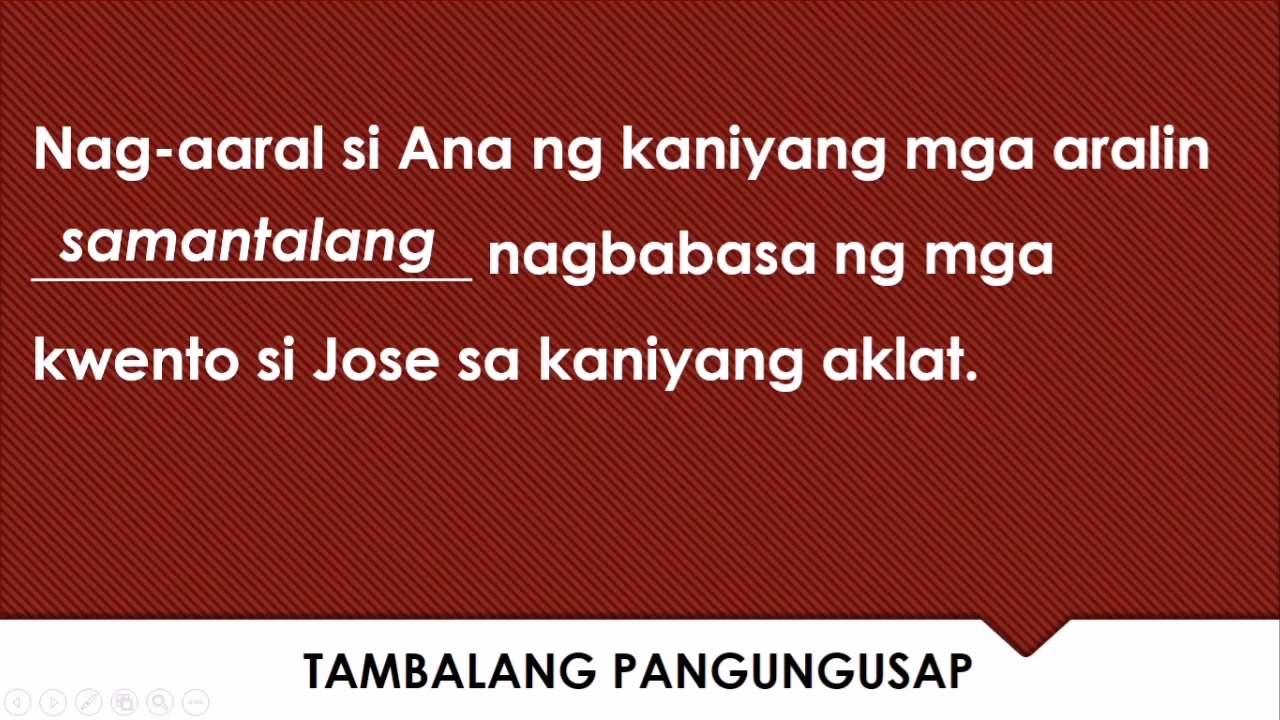 Nag-aaral si Ana ng kaniyang mga aralin
samantalang nagbabasa ng mga
kwento si Jose sa kaniyang aklat.
TAMBALANG PANGUNGUSAP